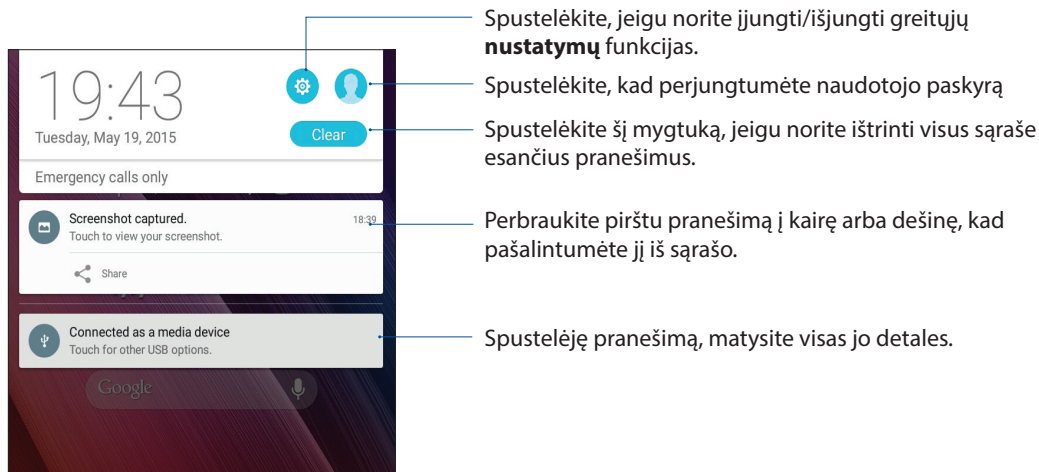 Spustelėkite, jeigu norite įjungti/išjungti greitųjų
nustatymų funkcijas.
Spustelėkite, kad perjungtumėte naudotojo paskyrą
Spustelėkite šį mygtuką, jeigu norite ištrinti visus sąraše
esančius pranešimus.
Perbraukite pirštu pranešimą į kairę arba dešinę, kad
pašalintumėte jį iš sąrašo.
Spustelėję pranešimą, matysite visas jo detales.
19:43
Tuesday, May 19, 2015
Clear
Emergency calls only
Screenshot captured.
18:39
Touch to view your screenshot.
Share
Connected as a media device
Touch for other USB options.
Google